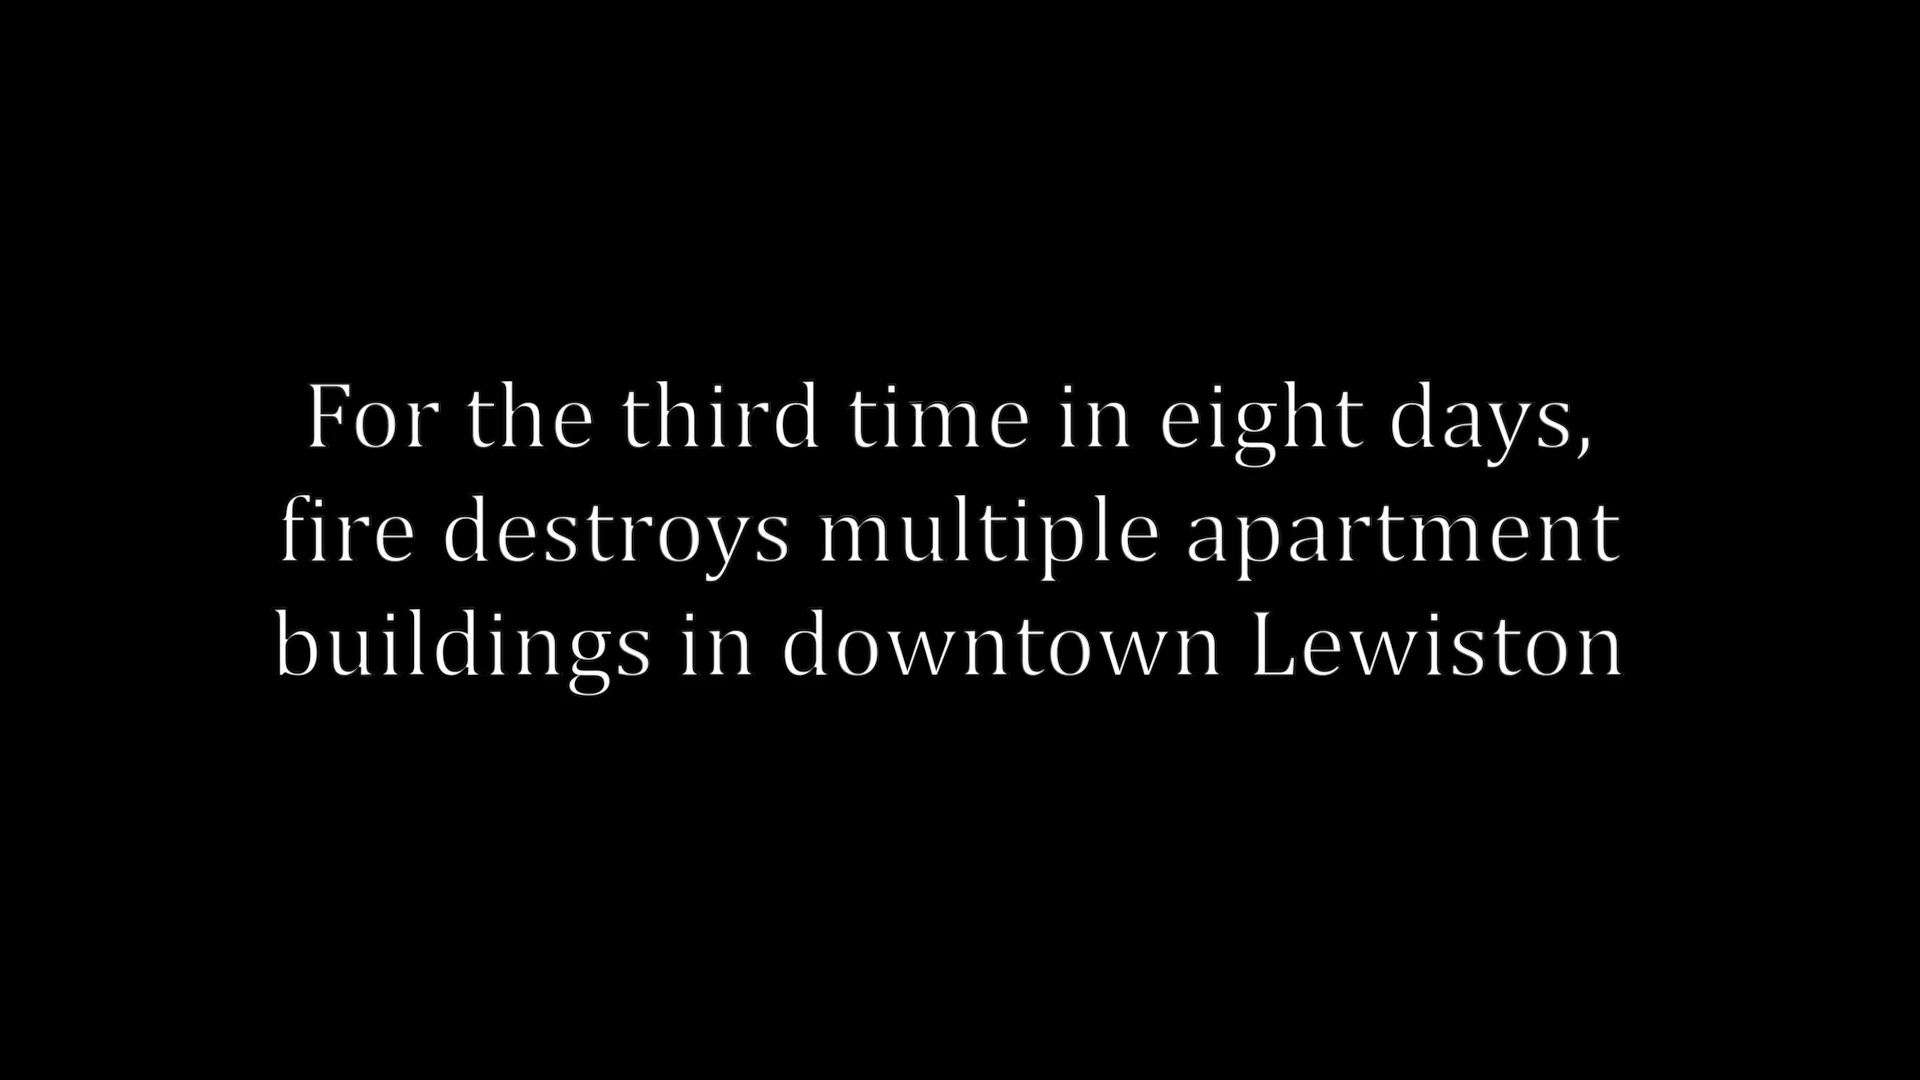 For the third time in eight days,
fire destroys multiple apartment
buildings in downtown Lewiston